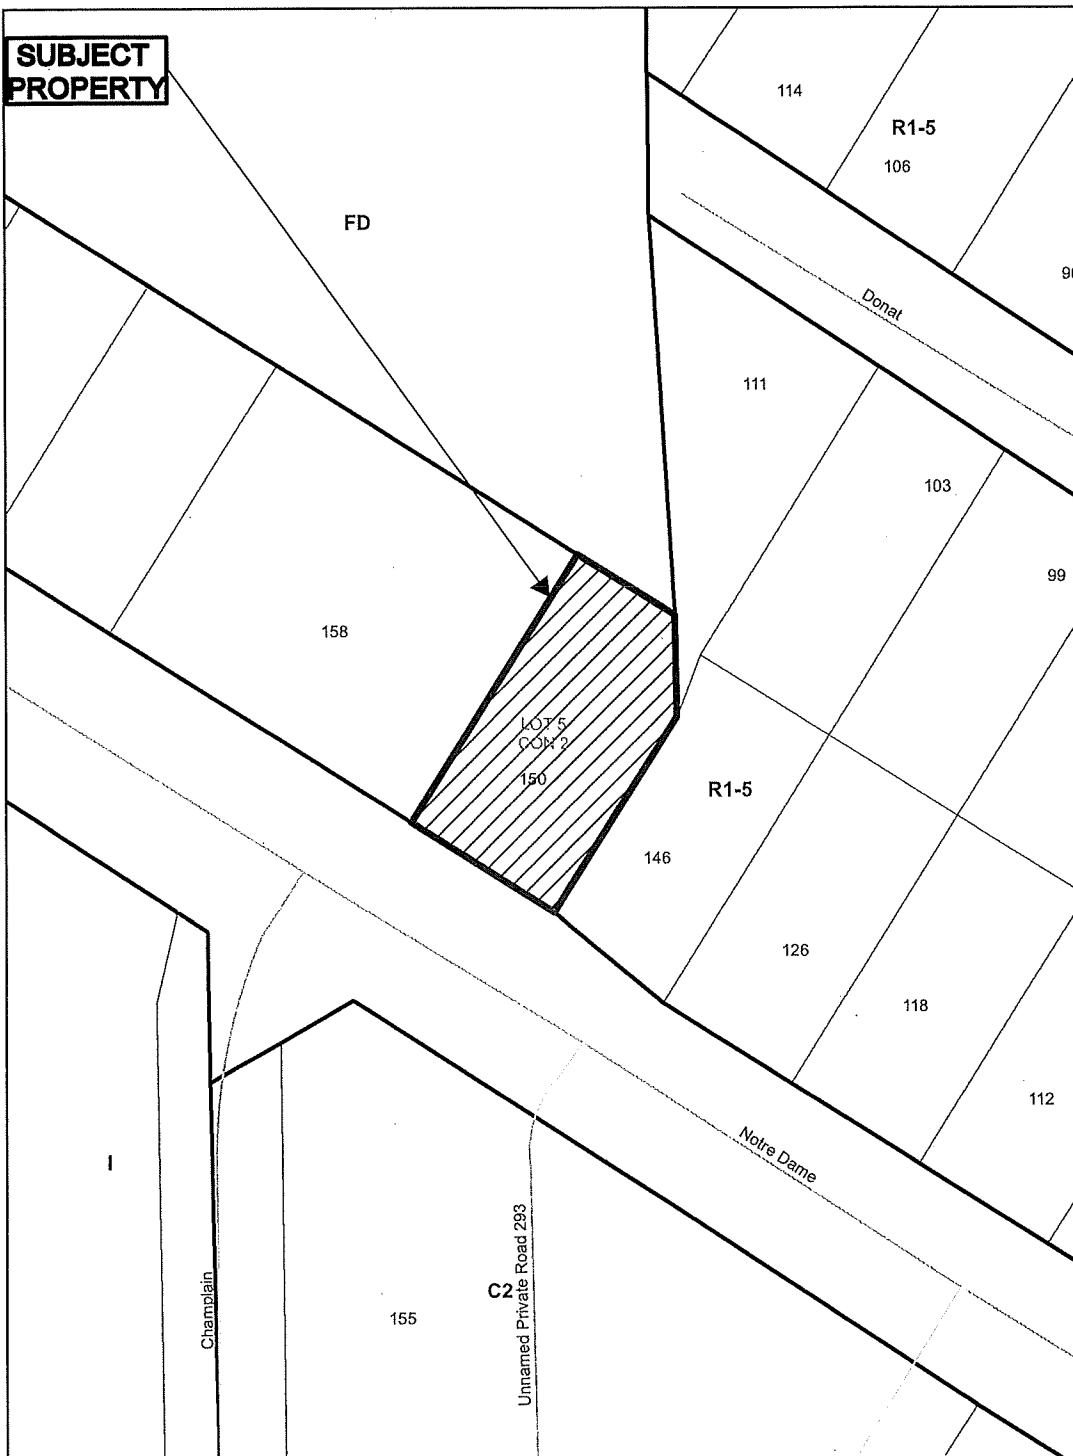 SUBJECT
PROPERTY
114
R1-5
106
FD
Donat
111
103
99
158
LOT 5
CON 2
150
R1-5
146
126
118
112
Notre Dame
I
Champlain
Unnamed Private Road 293
C2
155